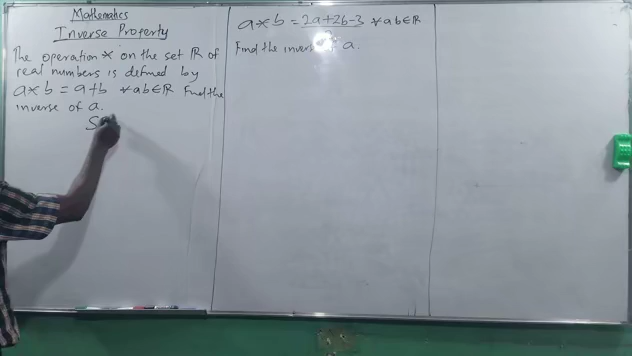 Mathematics
Inverse Property
The operation * on the set ℝ of
real numbers is defined by
a * b = a + b ∀ a b ∈ ℝ Find the
inverse of a.
a * b = 2a + 2b - 3 ∀ a b ∈ ℝ
Find the inverse of a.